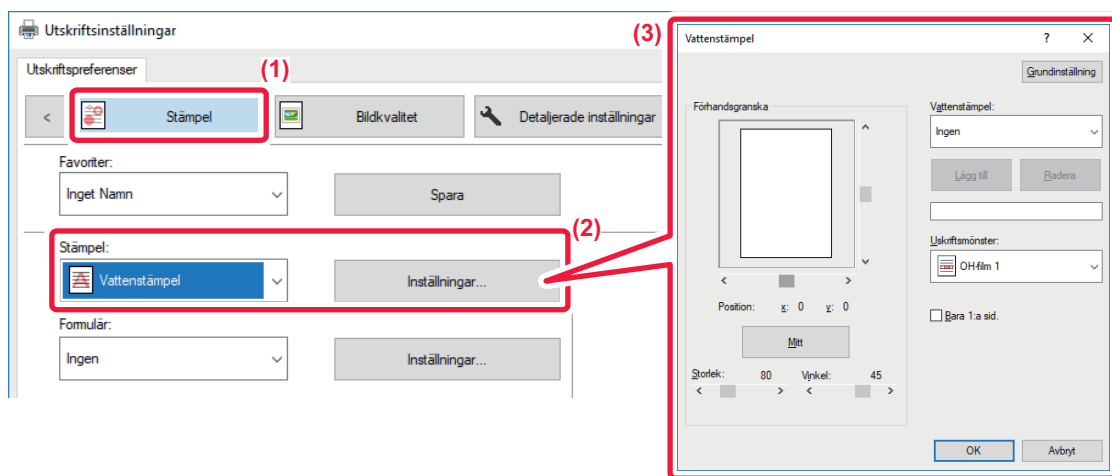 Utskriftsinställningar
Utskriftspreferenser
(1)
<
Stämpel
Bildkvalitet
Detaljerade inställningar
Favoriter:
Inget Namn
Spara
(2)
Stämpel:
Vattenstämpel
Inställningar...
Formulär:
Ingen
Inställningar...
(3)
Vattenstämpel
?
Grundinställning
Förhandsgranska
Position: x: 0 y: 0
Mitt
Storlek: 80 Vinkel: 45
Vattenstämpel:
Ingen
Lägg till
Radera
Uskriftsmönster:
OH-film 1
Bara 1:a sid.
OK
Avbryt